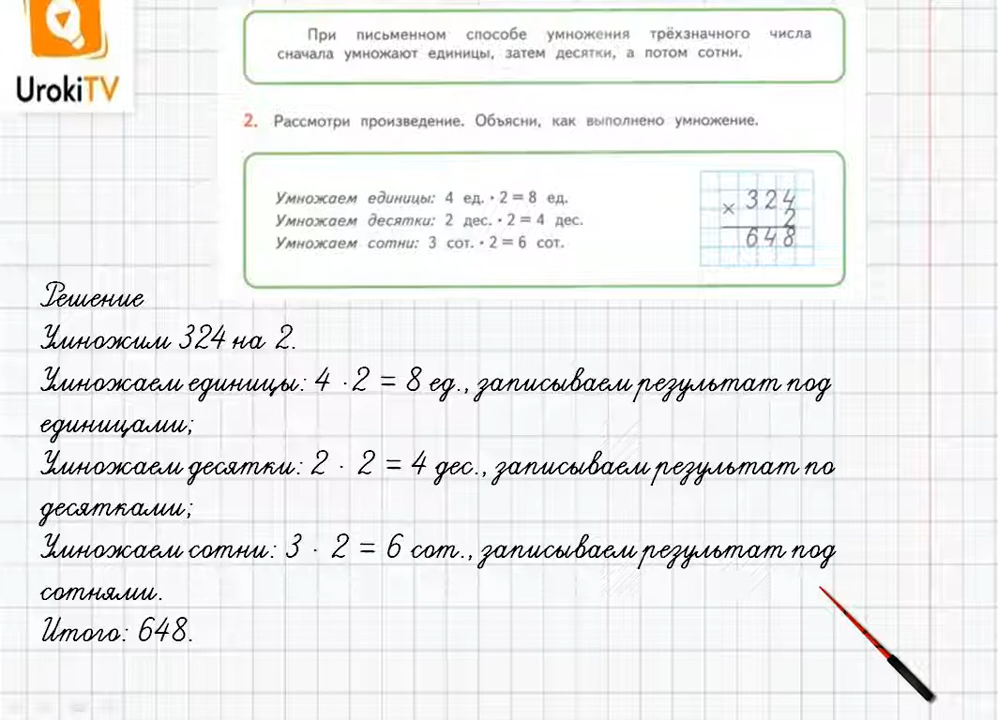 UrokiTV
При письменном способе умножения трёхзначного числа
сначала умножают единицы, затем десятки, а потом сотни.
2. Рассмотри произведение. Объясни, как выполнено умножение.
Умножаем единицы: 4 ед. · 2 = 8 ед.
Умножаем десятки: 2 дес. · 2 = 4 дес.
Умножаем сотни: 3 сот. · 2 = 6 сот.
× 324
2
648
Решение
Умножим 324 на 2.
Умножаем единицы: 4 · 2 = 8 ед., записываем результат под
единицами;
Умножаем десятки: 2 · 2 = 4 дес., записываем результат по
десятками;
Умножаем сотни: 3 · 2 = 6 сот., записываем результат под
сотнями.
Итого: 648.